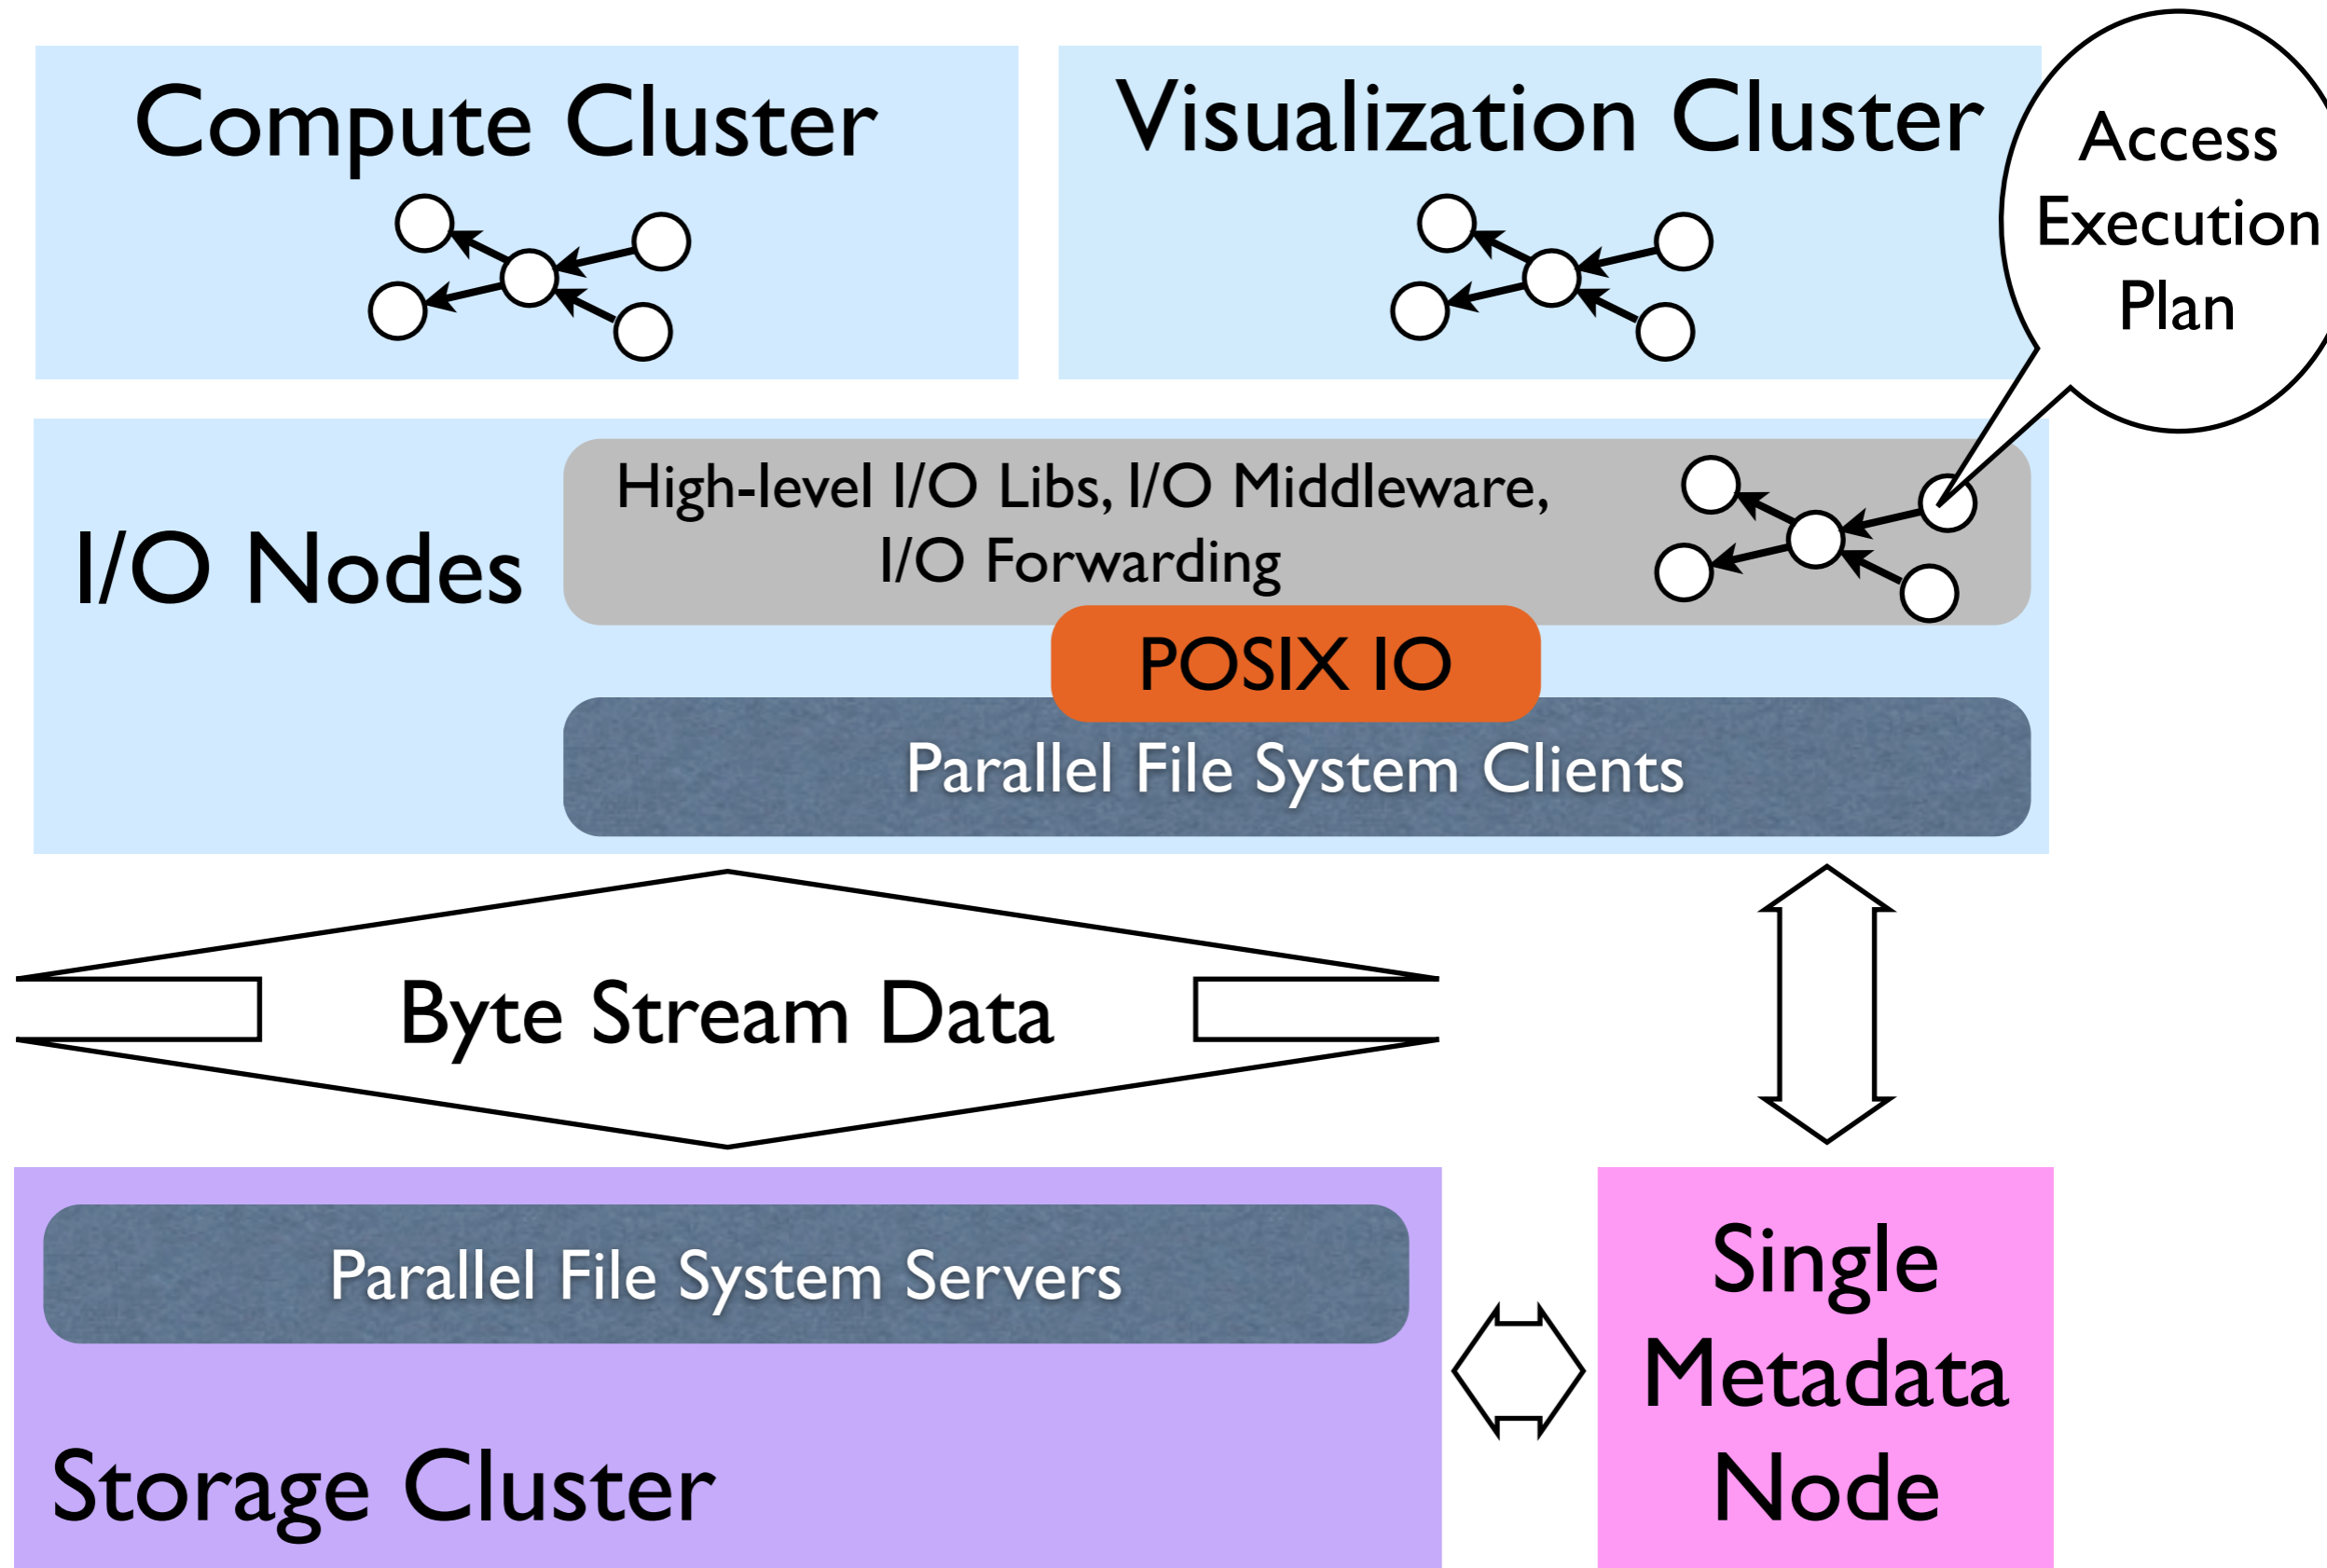 Compute Cluster
Visualization Cluster
Access
Execution
Plan
I/O Nodes
High-level I/O Libs, I/O Middleware,
I/O Forwarding
POSIX IO
Parallel File System Clients
Byte Stream Data
Parallel File System Servers
Storage Cluster
Single
Metadata
Node